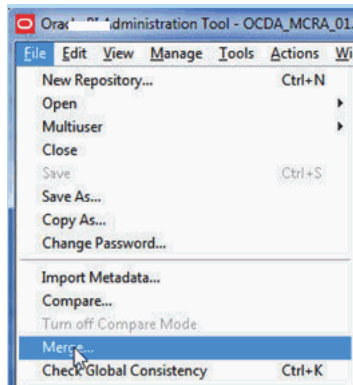 Administration Tool - OCDA_MCRA_01.
File Edit View Manage Tools Actions Wi
New Repository... Ctrl+N
Open
Multiuser
Close
Save Ctrl+S
Save As...
Copy As...
Change Password...
Import Metadata...
Compare...
Turn off Compare Mode
Merge...
Check Global Consistency Ctrl+K